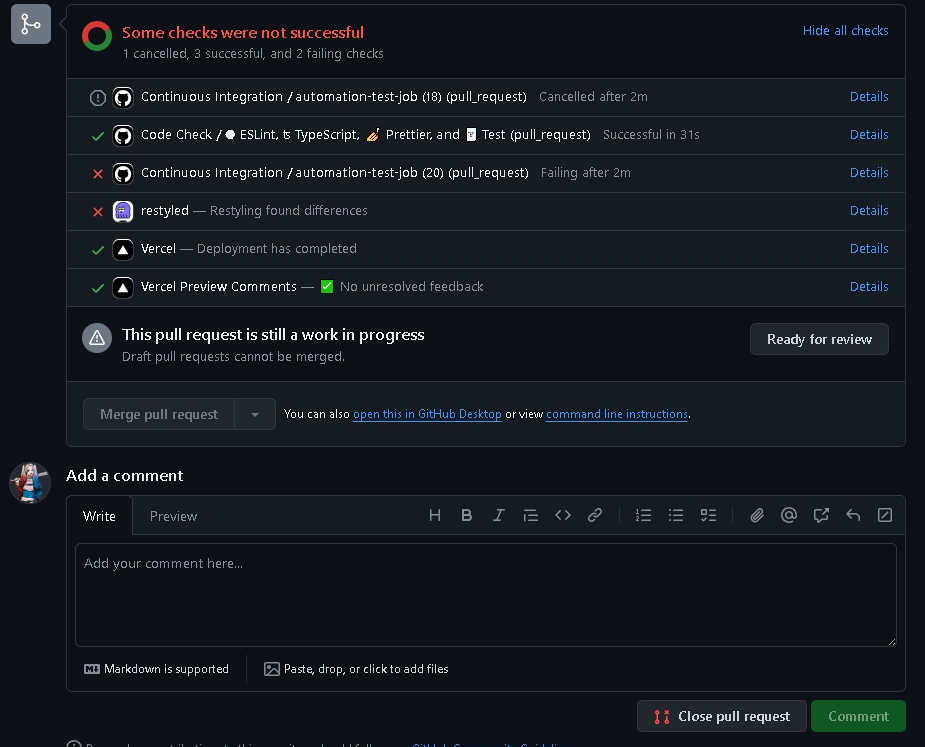 Some checks were not successful
Hide all checks
1 cancelled, 3 successful, and 2 failing checks
Continuous Integration / automation-test-job (18) (pull_request) Cancelled after 2m Details
Code Check / ⬣ ESLint, ʦ TypeScript, 💅 Prettier, and 🃏 Test (pull_request) Successful in 31s Details
Continuous Integration / automation-test-job (20) (pull_request) Failing after 2m Details
restyled — Restyling found differences Details
Vercel — Deployment has completed Details
Vercel Preview Comments — ✅ No unresolved feedback Details
This pull request is still a work in progress
Draft pull requests cannot be merged.
Ready for review
Merge pull request
You can also open this in GitHub Desktop or view command line instructions.
Add a comment
Write Preview
Add your comment here...
Markdown is supported
Paste, drop, or click to add files
Close pull request Comment